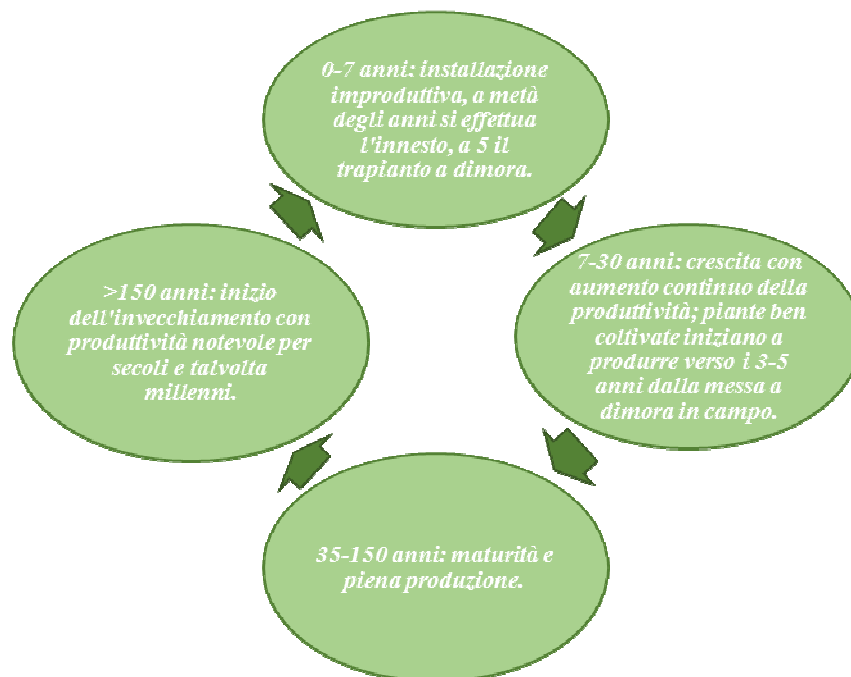 0-7 anni: installazione
improduttiva, a metà
degli anni si effettua
l'innesto, a 5 il
trapianto a dimora.
7-30 anni: crescita con
aumento continuo della
produttività; piante ben
coltivate iniziano a
produrre verso i 3-5
anni dalla messa a
dimora in campo.
35-150 anni: maturità e
piena produzione.
>150 anni: inizio
dell'invecchiamento con
produttività notevole per
secoli e talvolta
millenni.